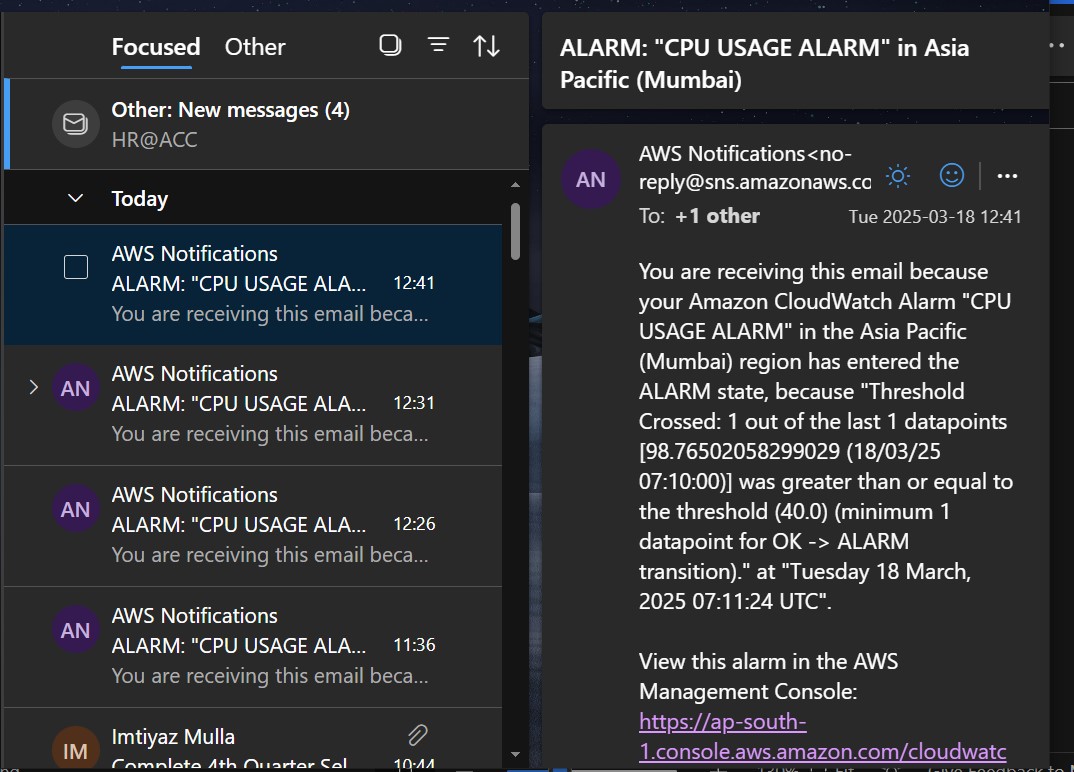 Focused Other
Other: New messages (4)
HR@ACC
Today
AWS Notifications
ALARM: "CPU USAGE ALA... 12:41
You are receiving this email beca...
AN
AWS Notifications
ALARM: "CPU USAGE ALA... 12:31
You are receiving this email beca...
AN
AWS Notifications
ALARM: "CPU USAGE ALA... 12:26
You are receiving this email beca...
AN
AWS Notifications
ALARM: "CPU USAGE ALA... 11:36
You are receiving this email beca...
IM
Imtiyaz Mulla
Complete 4th Quarter Sel 10:44
ALARM: "CPU USAGE ALARM" in Asia
Pacific (Mumbai)
AN
AWS Notifications<no-
reply@sns.amazonaws.co
To: +1 other Tue 2025-03-18 12:41
You are receiving this email because
your Amazon CloudWatch Alarm "CPU
USAGE ALARM" in the Asia Pacific
(Mumbai) region has entered the
ALARM state, because "Threshold
Crossed: 1 out of the last 1 datapoints
[98.76502058299029 (18/03/25
07:10:00)] was greater than or equal to
the threshold (40.0) (minimum 1
datapoint for OK -> ALARM
transition)." at "Tuesday 18 March,
2025 07:11:24 UTC".
View this alarm in the AWS
Management Console:
https://ap-south-
1.console.aws.amazon.com/cloudwatc